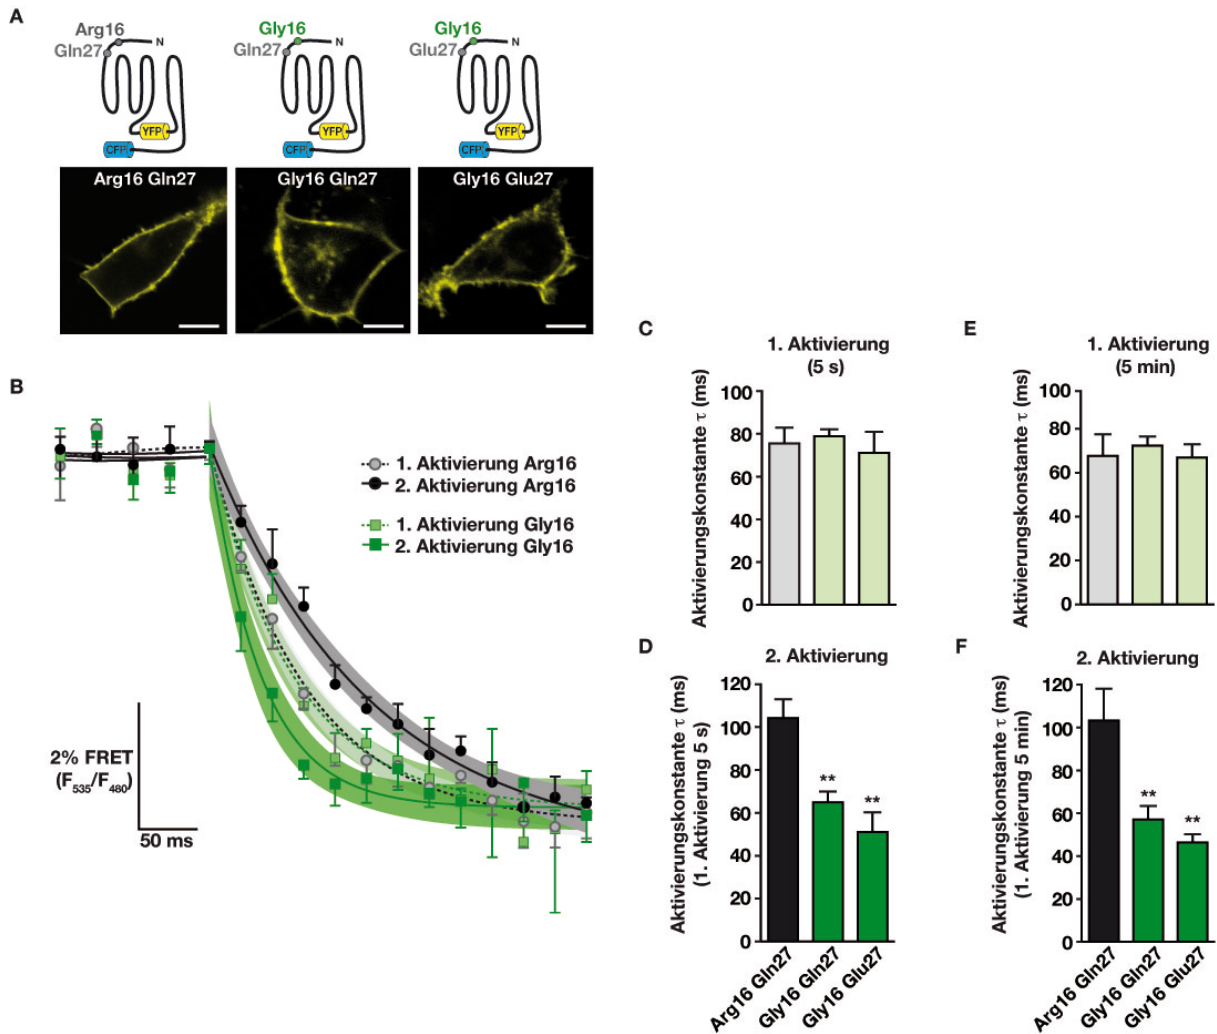 A
Arg16
Gln27
N
YFP
CFP
Gly16
Gln27
N
YFP
CFP
Gly16
Glu27
N
YFP
CFP
Arg16 Gln27
Gly16 Gln27
Gly16 Glu27
B
1. Aktivierung Arg16
2. Aktivierung Arg16
1. Aktivierung Gly16
2. Aktivierung Gly16
2% FRET
(F535/F480)
50 ms
C
1. Aktivierung
(5 s)
Aktivierungskonstante τ (ms)
100
80
60
40
20
0
E
1. Aktivierung
(5 min)
Aktivierungskonstante τ (ms)
100
80
60
40
20
0
D
2. Aktivierung
Aktivierungskonstante τ (ms)
(1. Aktivierung 5 s)
120
100
80
60
40
20
0
**
**
Arg16 Gln27
Gly16 Gln27
Gly16 Glu27
F
2. Aktivierung
Aktivierungskonstante τ (ms)
(1. Aktivierung 5 min)
120
100
80
60
40
20
0
**
**
Arg16 Gln27
Gly16 Gln27
Gly16 Glu27